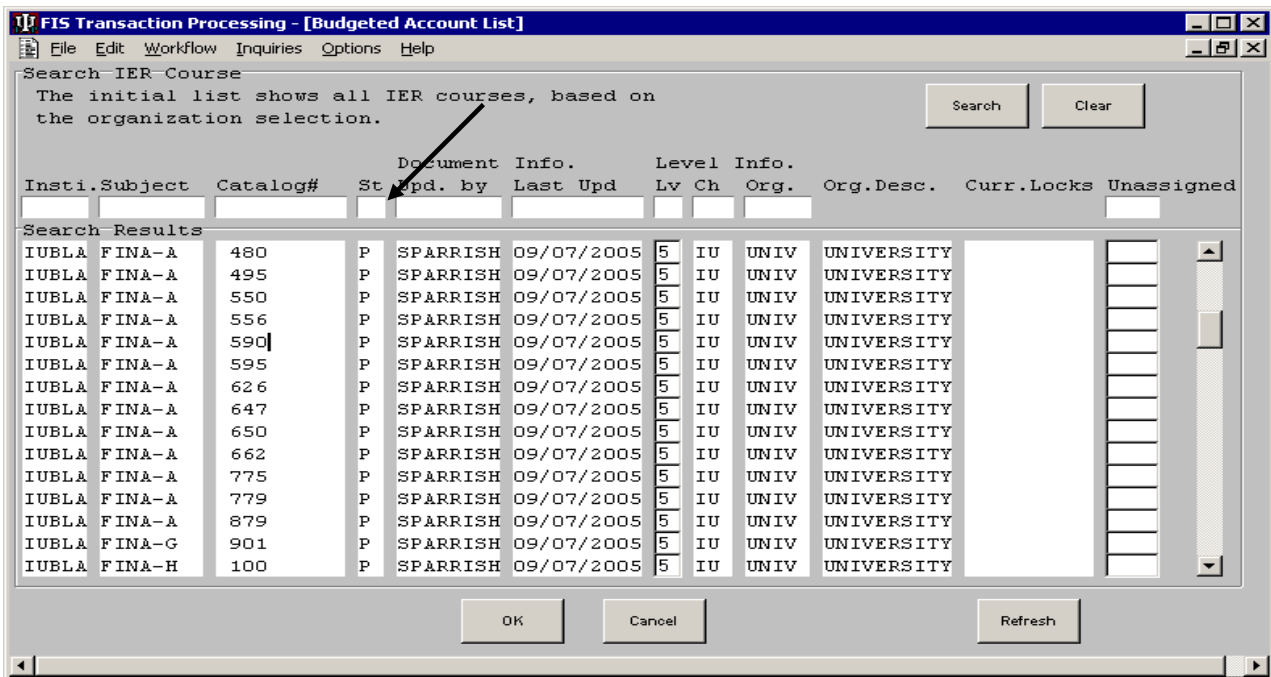 FIS Transaction Processing - [Budgeted Account List]
File Edit Workflow Inquiries Options Help
Search IER Course
The initial list shows all IER courses, based on
the organization selection.
Search Clear
Document Info. Level Info.
Insti. Subject Catalog# St Upd. by Last Upd Lv Ch Org. Org.Desc. Curr.Locks Unassigned
Search Results
IUBLA FINA-A 480 P SPARRISH 09/07/2005 5 IU UNIV UNIVERSITY
IUBLA FINA-A 495 P SPARRISH 09/07/2005 5 IU UNIV UNIVERSITY
IUBLA FINA-A 550 P SPARRISH 09/07/2005 5 IU UNIV UNIVERSITY
IUBLA FINA-A 556 P SPARRISH 09/07/2005 5 IU UNIV UNIVERSITY
IUBLA FINA-A 590 P SPARRISH 09/07/2005 5 IU UNIV UNIVERSITY
IUBLA FINA-A 595 P SPARRISH 09/07/2005 5 IU UNIV UNIVERSITY
IUBLA FINA-A 626 P SPARRISH 09/07/2005 5 IU UNIV UNIVERSITY
IUBLA FINA-A 647 P SPARRISH 09/07/2005 5 IU UNIV UNIVERSITY
IUBLA FINA-A 650 P SPARRISH 09/07/2005 5 IU UNIV UNIVERSITY
IUBLA FINA-A 662 P SPARRISH 09/07/2005 5 IU UNIV UNIVERSITY
IUBLA FINA-A 775 P SPARRISH 09/07/2005 5 IU UNIV UNIVERSITY
IUBLA FINA-A 779 P SPARRISH 09/07/2005 5 IU UNIV UNIVERSITY
IUBLA FINA-A 879 P SPARRISH 09/07/2005 5 IU UNIV UNIVERSITY
IUBLA FINA-G 901 P SPARRISH 09/07/2005 5 IU UNIV UNIVERSITY
IUBLA FINA-H 100 P SPARRISH 09/07/2005 5 IU UNIV UNIVERSITY
OK Cancel Refresh